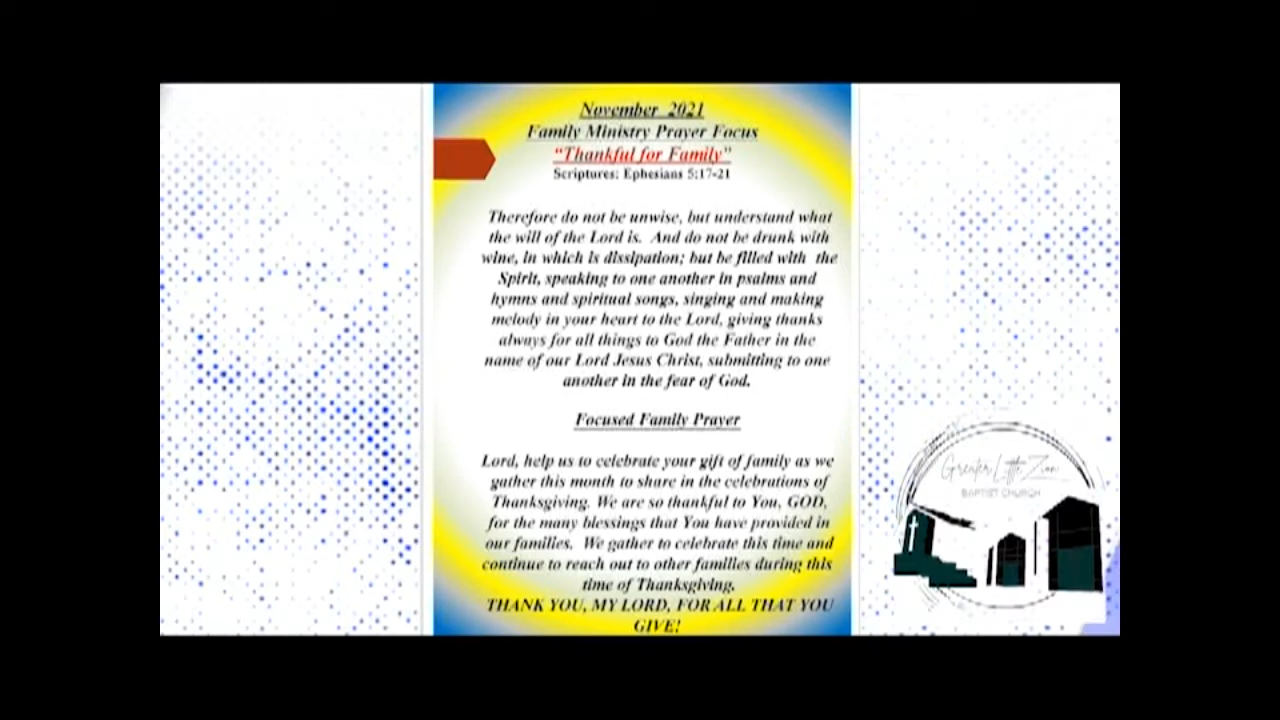 November 2021
Family Ministry Prayer Focus
“Thankful for Family”
Scriptures: Ephesians 5:17-21
Therefore do not be unwise, but understand what
the will of the Lord is. And do not be drunk with
wine, in which is dissipation; but be filled with the
Spirit, speaking to one another in psalms and
hymns and spiritual songs, singing and making
melody in your heart to the Lord, giving thanks
always for all things to God the Father in the
name of our Lord Jesus Christ, submitting to one
another in the fear of God.
Focused Family Prayer
Lord, help us to celebrate your gift of family as we
gather this month to share in the celebrations of
Thanksgiving. We are so thankful to You, GOD,
for the many blessings that You have provided in
our families. We gather to celebrate this time and
continue to reach out to other families during this
time of Thanksgiving.
THANK YOU, MY LORD, FOR ALL THAT YOU
GIVE!
Greater Little Zion
BAPTIST CHURCH